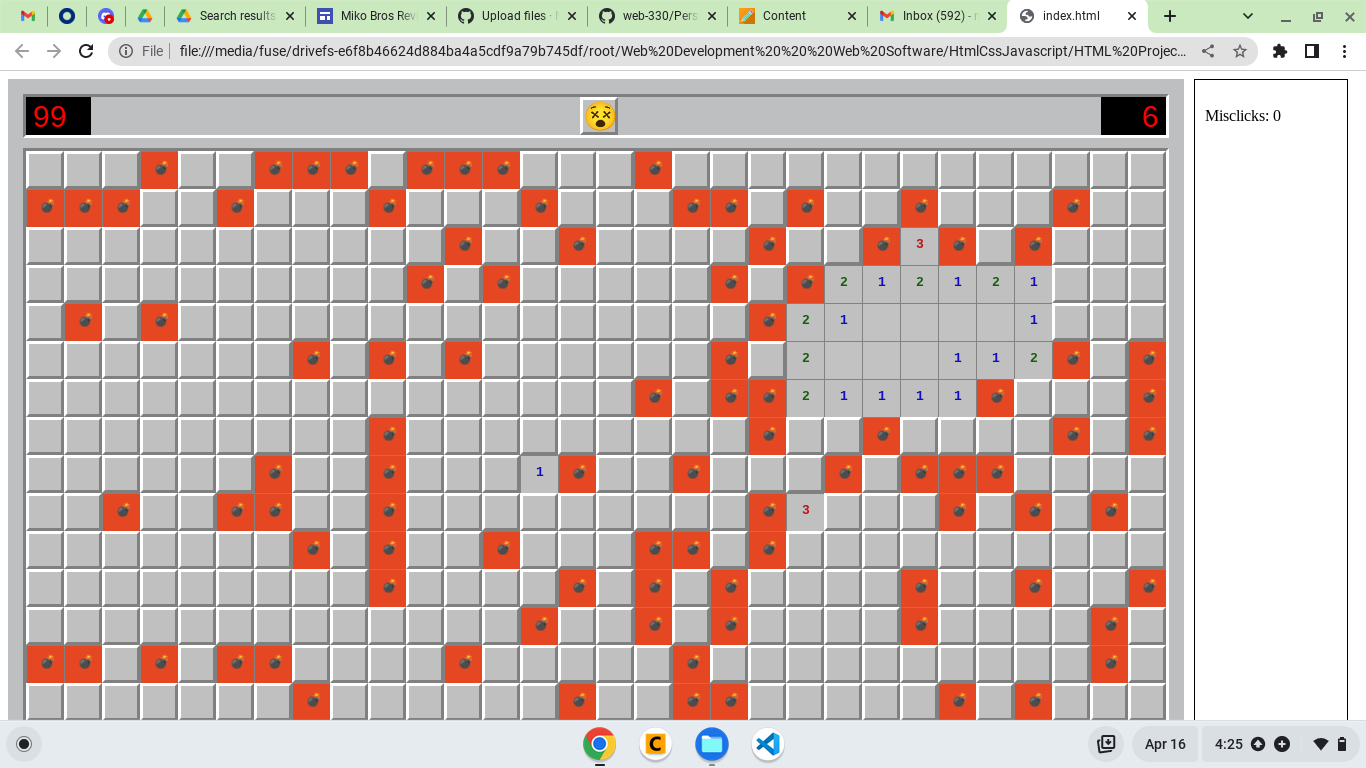 Search results
Miko Bros Rev
Upload files ·
web-330/Pers
Content
Inbox (592) -
index.html
File
file:///media/fuse/drivefs-e6f8b46624d884ba4a5cdf9a79b745df/root/Web%20Development%20%20%20Web%20Software/HtmlCssJavascript/HTML%20Projec...
99
6
Misclicks: 0
3
2 1 2 1 2 1
2 1 1
2 1 1 2
2 1 1 1 1
1
3
Apr 16
4:25